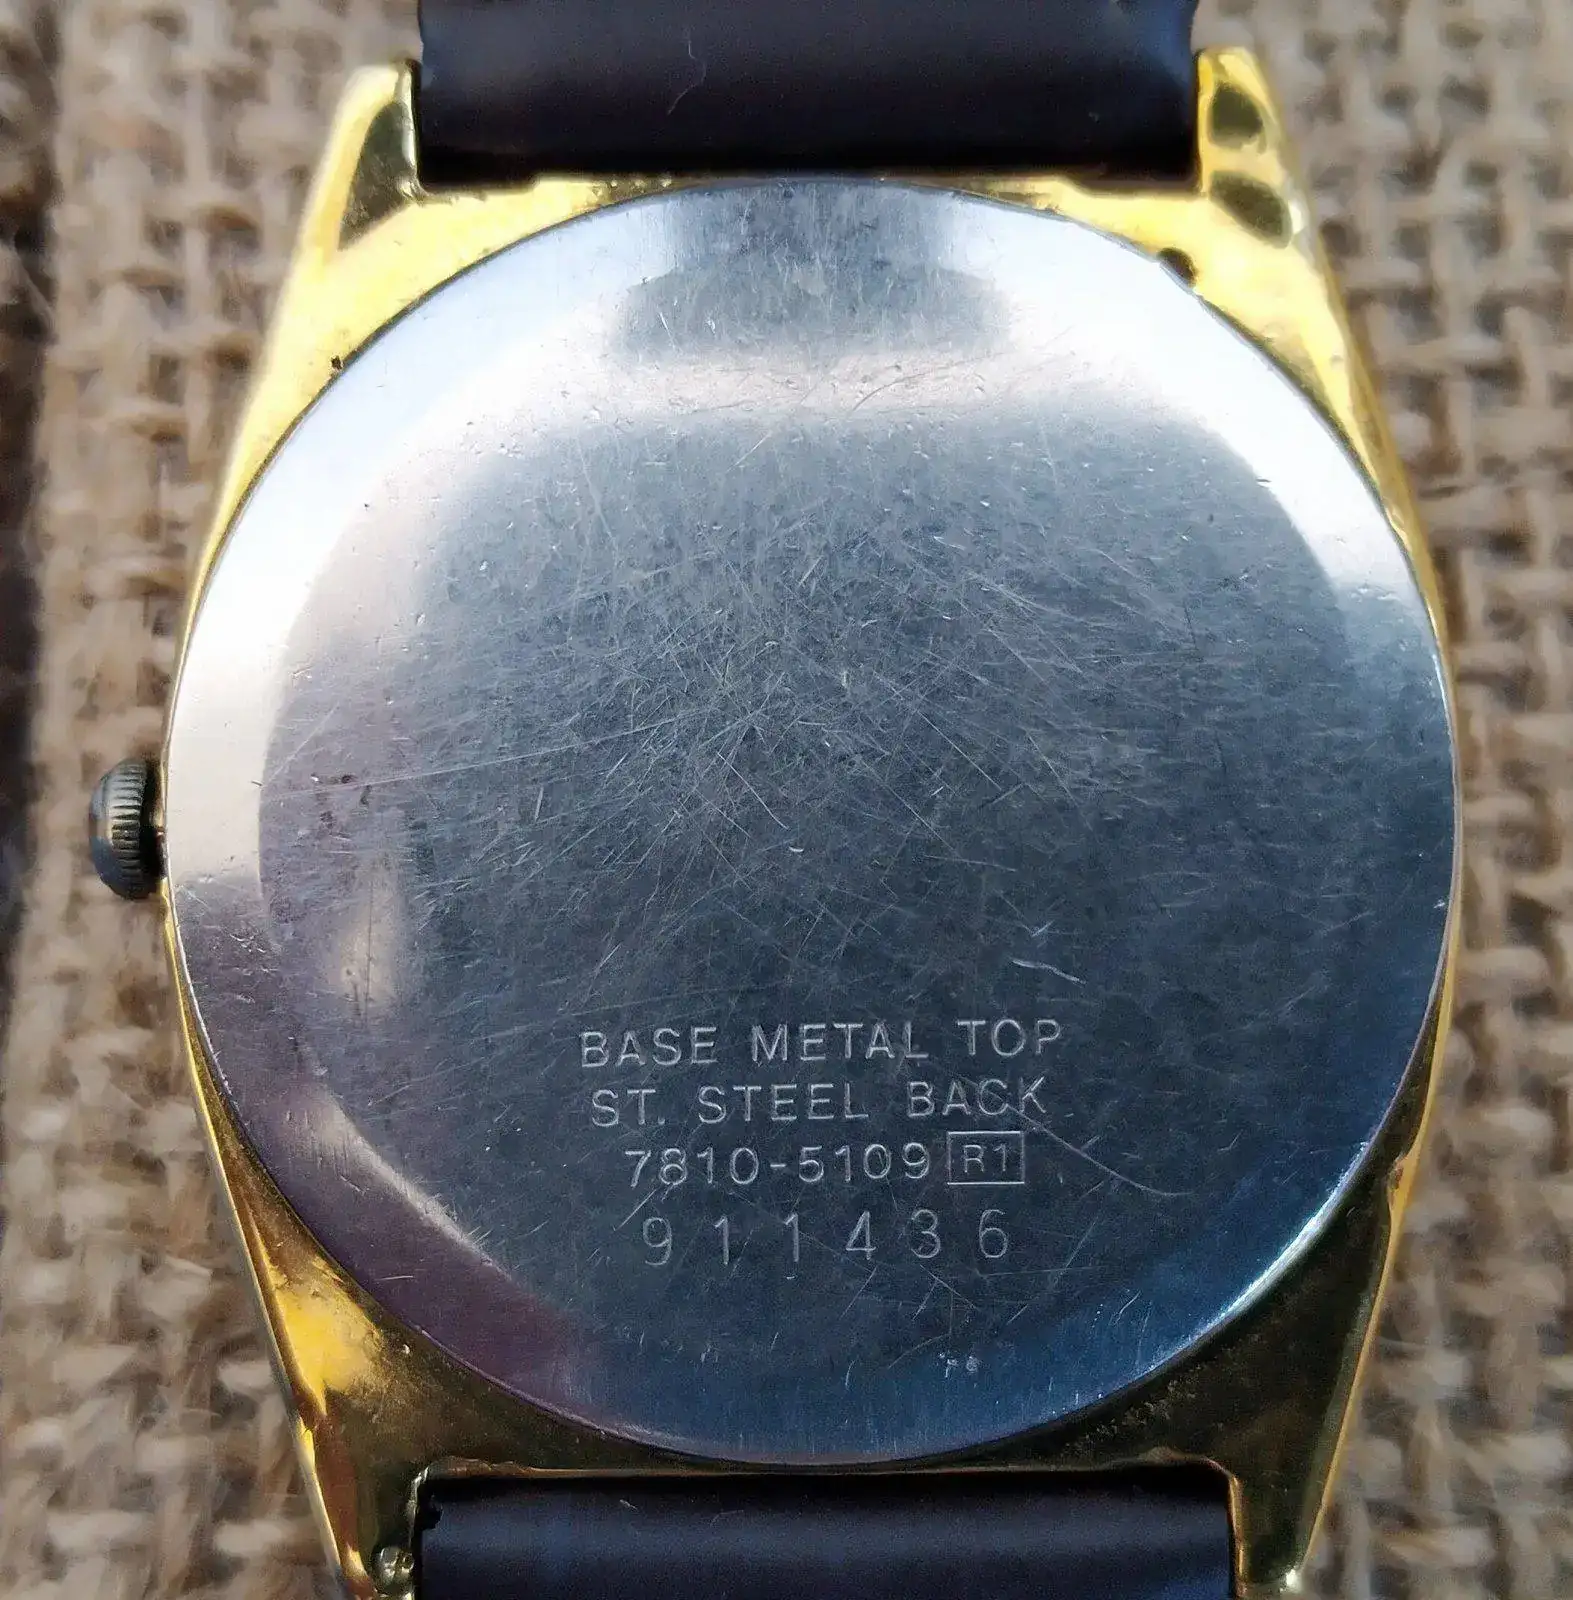 BASE METAL TOP
ST. STEEL BACK
7810-5109 R1
911436